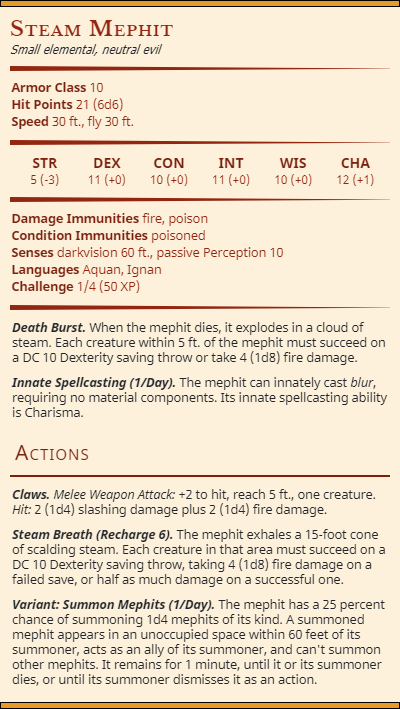 Steam Mephit
Small elemental, neutral evil
Armor Class 10
Hit Points 21 (6d6)
Speed 30 ft., fly 30 ft.
STR DEX CON INT WIS CHA
5 (-3) 11 (+0) 10 (+0) 11 (+0) 10 (+0) 12 (+1)
Damage Immunities fire, poison
Condition Immunities poisoned
Senses darkvision 60 ft., passive Perception 10
Languages Aquan, Ignan
Challenge 1/4 (50 XP)
Death Burst. When the mephit dies, it explodes in a cloud of
steam. Each creature within 5 ft. of the mephit must succeed on
a DC 10 Dexterity saving throw or take 4 (1d8) fire damage.
Innate Spellcasting (1/Day). The mephit can innately cast blur,
requiring no material components. Its innate spellcasting ability
is Charisma.
Actions
Claws. Melee Weapon Attack: +2 to hit, reach 5 ft., one creature.
Hit: 2 (1d4) slashing damage plus 2 (1d4) fire damage.
Steam Breath (Recharge 6). The mephit exhales a 15-foot cone
of scalding steam. Each creature in that area must succeed on a
DC 10 Dexterity saving throw, taking 4 (1d8) fire damage on a
failed save, or half as much damage on a successful one.
Variant: Summon Mephits (1/Day). The mephit has a 25 percent
chance of summoning 1d4 mephits of its kind. A summoned
mephit appears in an unoccupied space within 60 feet of its
summoner, acts as an ally of its summoner, and can't summon
other mephits. It remains for 1 minute, until it or its summoner
dies, or until its summoner dismisses it as an action.